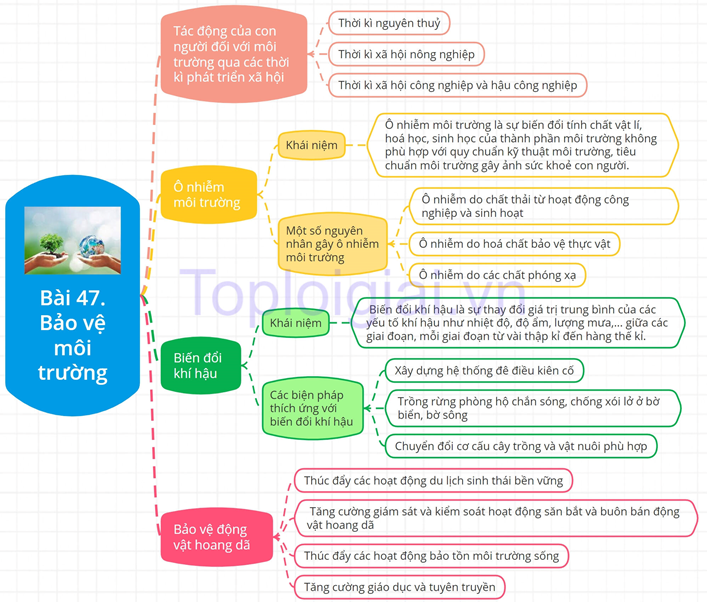 Bài 47.
Bảo vệ
môi
trường
Tác động của con
người đối với môi
trường qua các thời
kì phát triển xã hội
Thời kì nguyên thuỷ
Thời kì xã hội nông nghiệp
Thời kì xã hội công nghiệp và hậu công nghiệp
Ô nhiễm
môi trường
Khái niệm
Ô nhiễm môi trường là sự biến đổi tính chất vật lí,
hoá học, sinh học của thành phần môi trường không
phù hợp với quy chuẩn kỹ thuật môi trường, tiêu
chuẩn môi trường gây ảnh sức khoẻ con người.
Một số nguyên
nhân gây ô nhiễm
môi trường
Ô nhiễm do chất thải từ hoạt động công
nghiệp và sinh hoạt
Ô nhiễm do hoá chất bảo vệ thực vật
Ô nhiễm do các chất phóng xạ
Toploigiai.vn
Biến đổi
khí hậu
Khái niệm
Biến đổi khí hậu là sự thay đổi giá trị trung bình của các
yếu tố khí hậu như nhiệt độ, độ ẩm, lượng mưa,... giữa các
giai đoạn, mỗi giai đoạn từ vài thập kỉ đến hàng thế kỉ.
Các biện pháp
thích ứng với
biến đổi khí hậu
Xây dựng hệ thống đê điều kiên cố
Trồng rừng phòng hộ chắn sóng, chống xói lở ở bờ
biển, bờ sông
Chuyển đổi cơ cấu cây trồng và vật nuôi phù hợp
Bảo vệ động
vật hoang dã
Thúc đẩy các hoạt động du lịch sinh thái bền vững
Tăng cường giám sát và kiểm soát hoạt động săn bắt và buôn bán động
vật hoang dã
Thúc đẩy các hoạt động bảo tồn môi trường sống
Tăng cường giáo dục và tuyên truyền